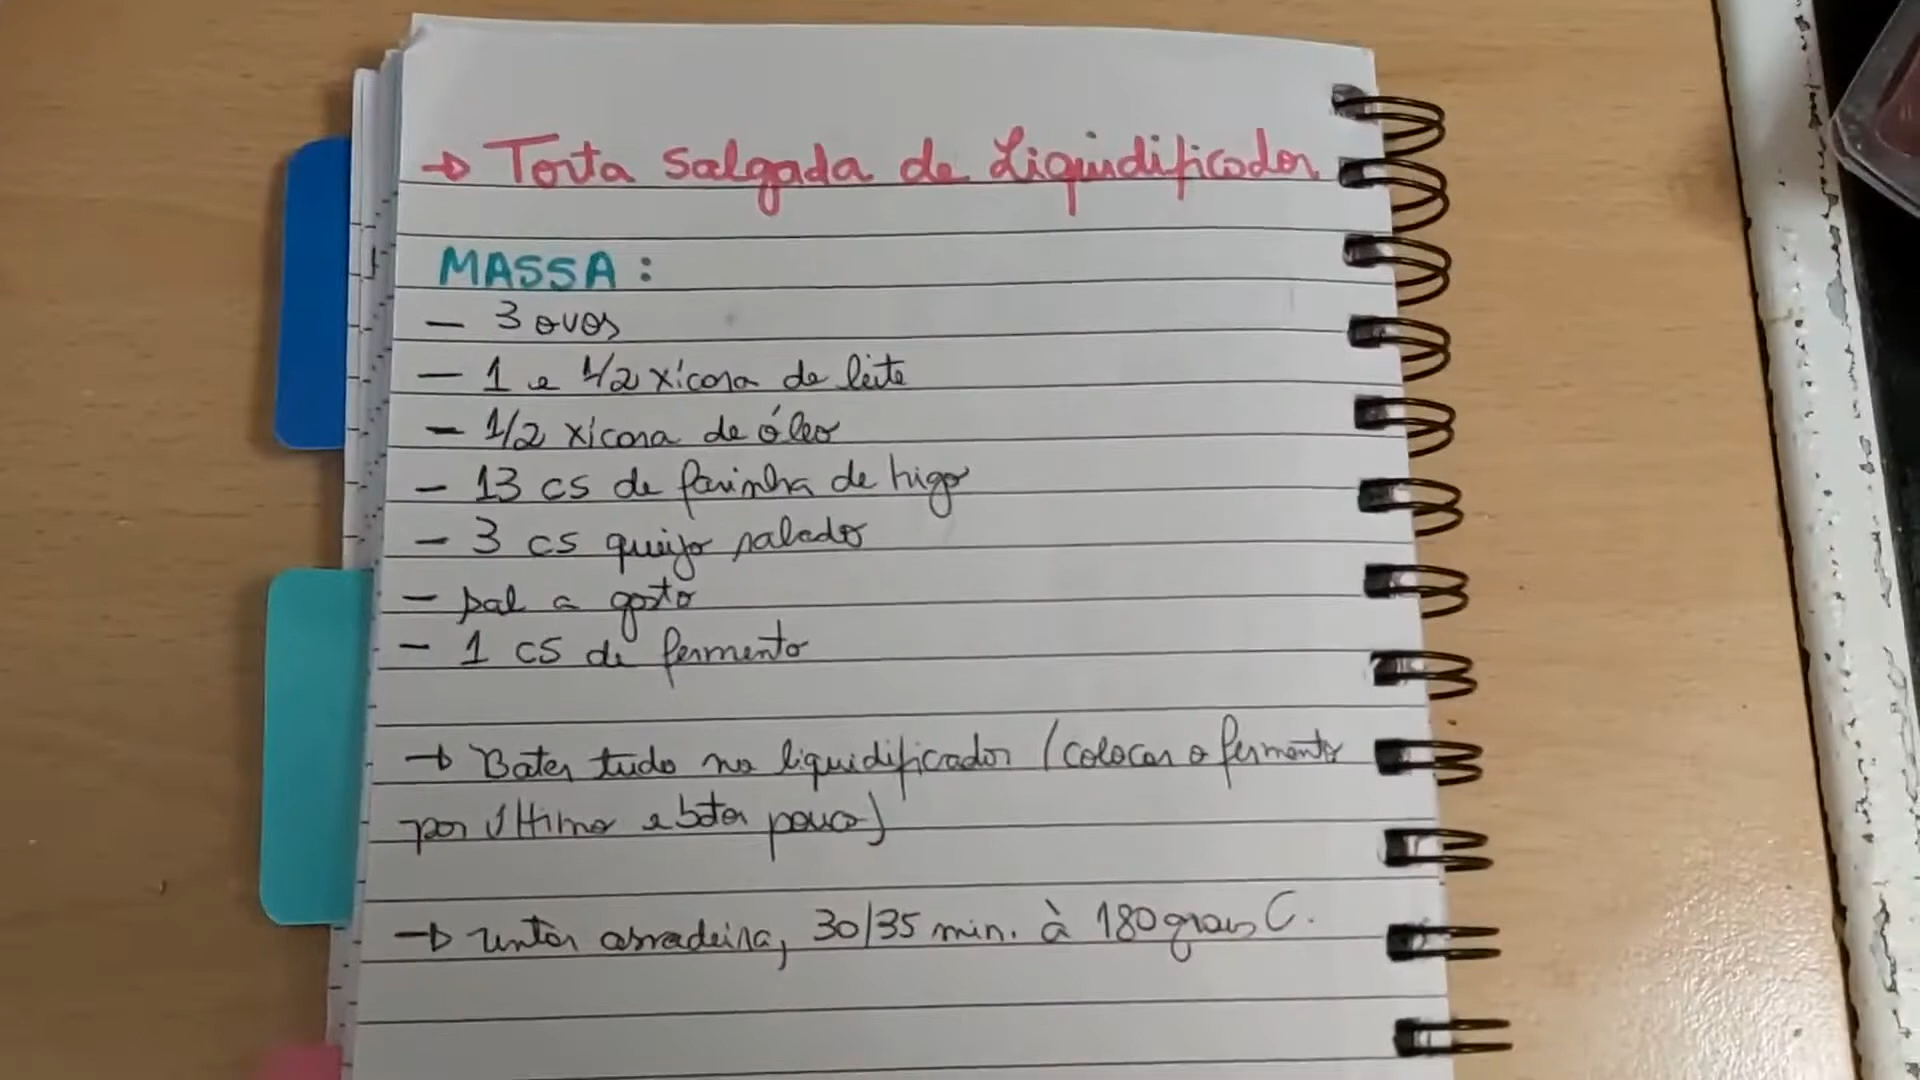 → Torta Salgada de Liquidificador
MASSA :
- 3 ovos
- 1 e 1/2 xícara de leite
- 1/2 xícara de óleo
- 13 cs de farinha de trigo
- 3 cs queijo ralado
- sal a gosto
- 1 cs de fermento
→ Bater tudo no liquidificador (colocar o fermento
por último e bater pouco)
→ untar assadeira, 30/35 min. à 180 graus C.